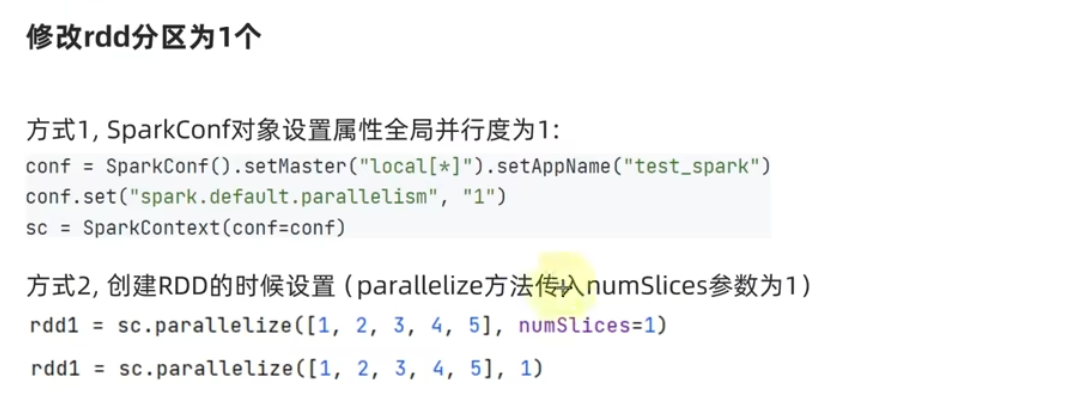 修改rdd分区为1个
方式1, SparkConf对象设置属性全局并行度为1:
conf = SparkConf().setMaster("local[*]").setAppName("test_spark")
conf.set("spark.default.parallelism", "1")
sc = SparkContext(conf=conf)
方式2, 创建RDD的时候设置（parallelize方法传入numSlices参数为1）
rdd1 = sc.parallelize([1, 2, 3, 4, 5], numSlices=1)
rdd1 = sc.parallelize([1, 2, 3, 4, 5], 1)